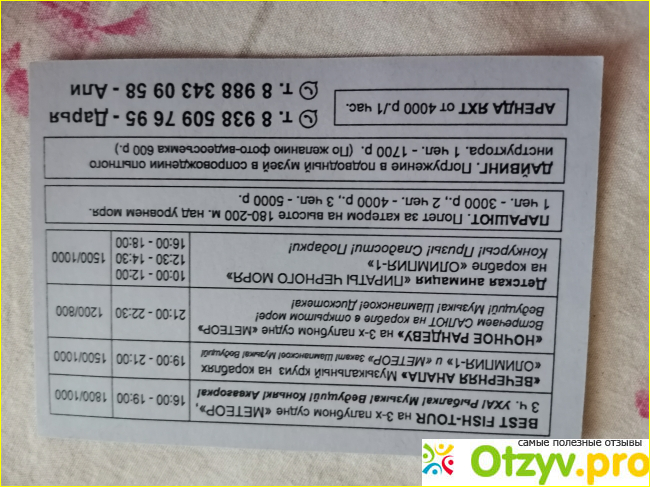 BEST FISH-TOUR на 3-х палубном судне «МЕТЕОР»,
3 ч. УХА! Рыбалка! Музыка! Ведущий! Коньяк! Аквагорка!
16:00 - 19:00
1800/1000
«ВЕЧЕРНЯЯ АНАПА» Музыкальный круиз на кораблях
«ОЛИМПИЯ-1» и «МЕТЕОР» Закат! Шампанское! Музыка! Ведущий!
19:00 - 21:00
1500/1000
«НОЧНОЕ РАНДЕВУ» на 3-х палубном судне «МЕТЕОР»
Встречаем САЛЮТ на корабле в открытом море!
Ведущий! Музыка! Шампанское! Дискотека!
21:00 - 22:30
1200/800
Детская анимация «ПИРАТЫ ЧЕРНОГО МОРЯ»
на корабле «ОЛИМПИЯ-1»
Конкурсы! Призы! Сладости! Подарки!
10:00 - 12:00
12:30 - 14:30
16:00 - 18:00
1500/1000
ПАРАШЮТ. Полет за катером на высоте 180-200 м. над уровнем моря.
1 чел. - 3000 р., 2 чел. - 4000 р., 3 чел. - 5000 р.
ДАЙВИНГ. Погружение в подводный музей в сопровождении опытного
инструктора. 1 чел. - 1700 р. (По желанию фото-видеосъемка 600 р.)
АРЕНДА ЯХТ от 4000 р./1 час.
т. 8 938 509 76 95 - Дарья
т. 8 988 343 09 58 - Али
самые полезные отзывы
Otzyv.pro